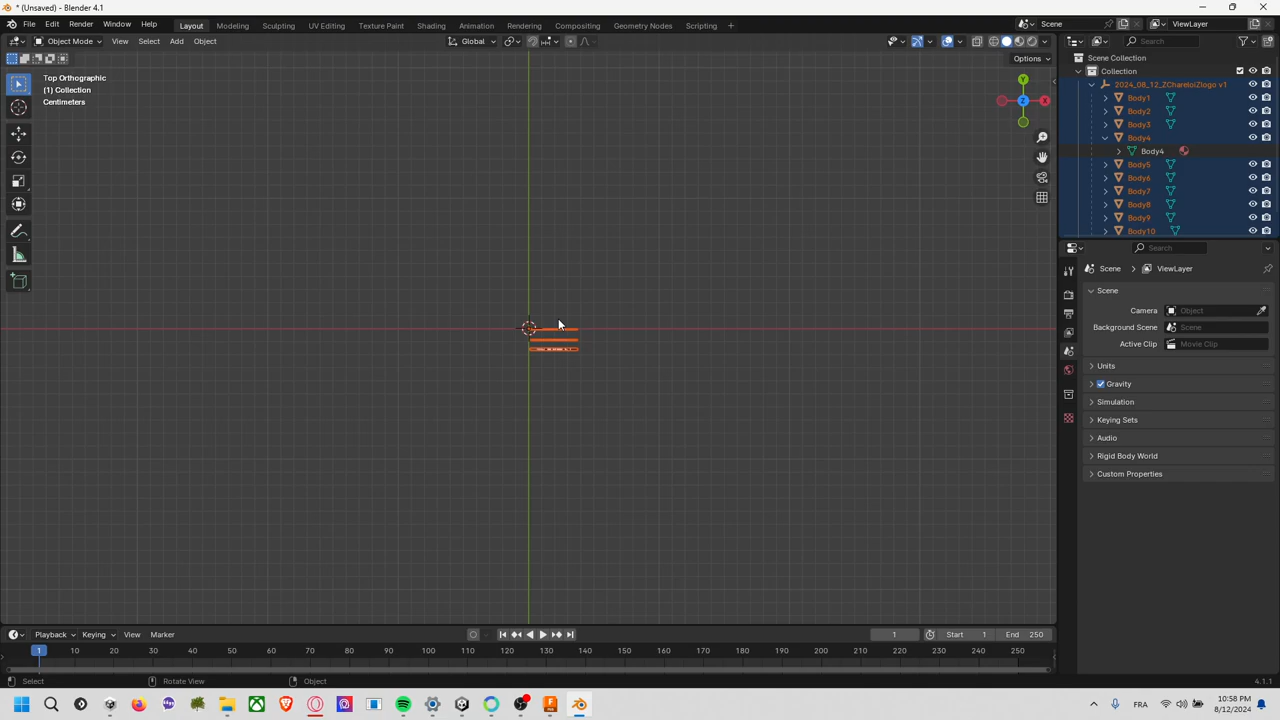 * (Unsaved) - Blender 4.1
File Edit Render Window Help Layout Modeling Sculpting UV Editing Texture Paint Shading Animation Rendering Compositing Geometry Nodes Scripting + Scene ViewLayer
Object Mode View Select Add Object Global Search
Options
Top Orthographic
(1) Collection
Centimeters
Y
Z X
Scene Collection
Collection
2024_08_12_ZChareloiZlogo v1
Body1
Body2
Body3
Body4
Body4
Body5
Body6
Body7
Body8
Body9
Body10
Search
Scene > ViewLayer
Scene
Camera Object
Background Scene Scene
Active Clip Movie Clip
Units
Gravity
Simulation
Keying Sets
Audio
Rigid Body World
Custom Properties
Playback Keying View Marker 1 Start 1 End 250
1 10 20 30 40 50 60 70 80 90 100 110 120 130 140 150 160 170 180 190 200 210 220 230 240 250
Select Rotate View Object 4.1.1
FRA 10:58 PM
8/12/2024